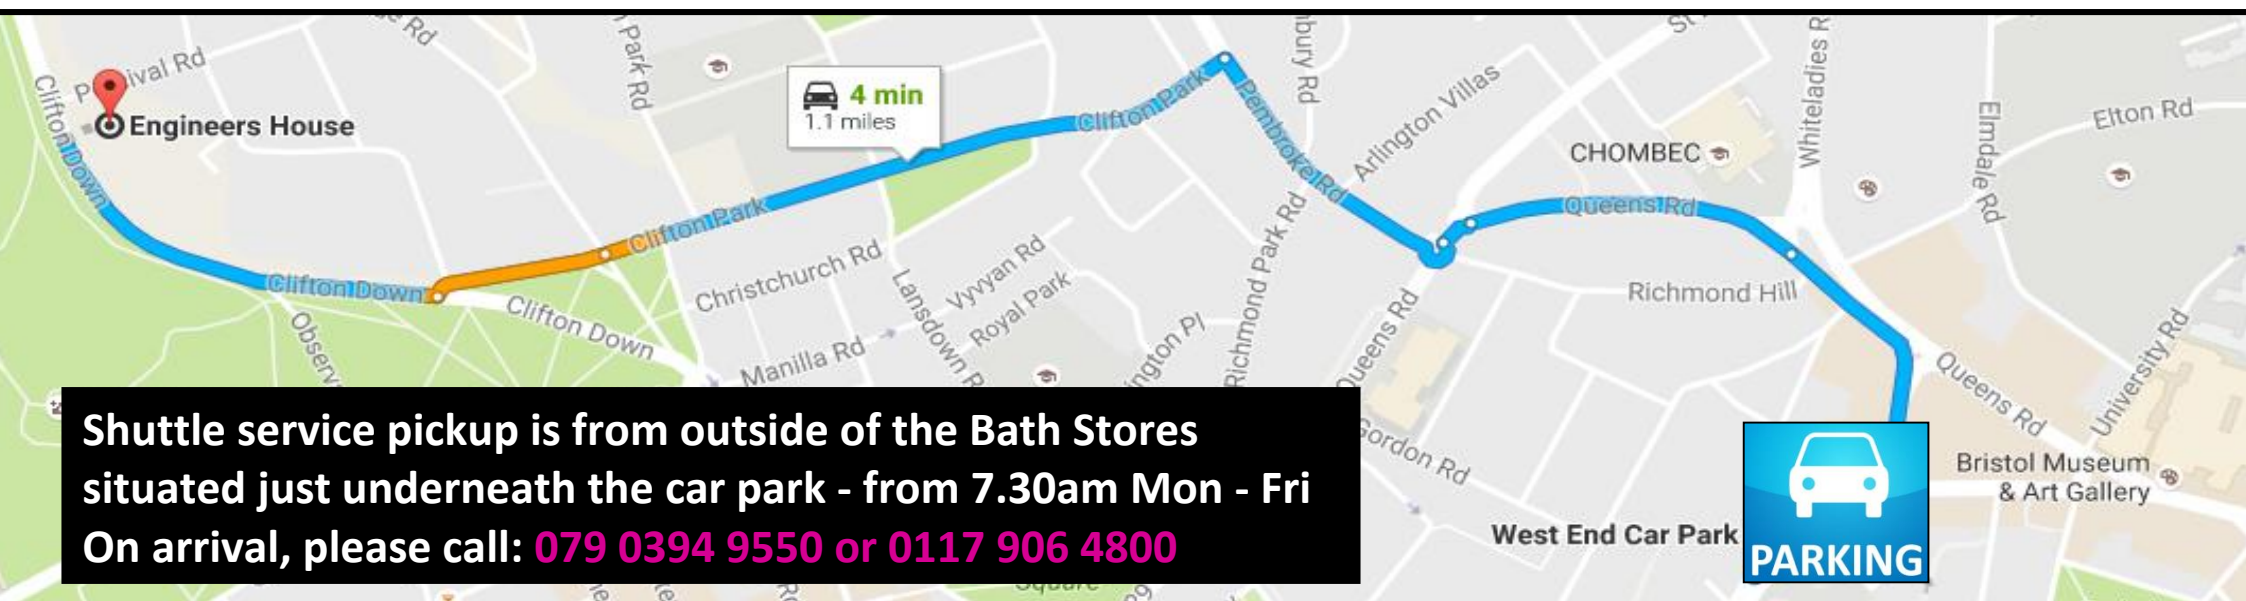 Park Rd
Rd
Clifton Down
Engineers House
4 min
1.1 miles
Clifton Park
Clifton Park
Pembroke Rd
Arlington Villas
CHOMBEC
Whiteladies R
Elmdale Rd
Elton Rd
Queens Rd
Richmond Hill
Clifton Down
Clifton Down
Christchurch Rd
Vyvyan Rd
Royal Park
Lansdown R
Manilla Rd
Richmond Park Rd
Queens Rd
Queens Rd
University Rd
Gordon Rd
Bristol Museum
& Art Gallery
West End Car Park
PARKING
Shuttle service pickup is from outside of the Bath Stores
situated just underneath the car park - from 7.30am Mon - Fri
On arrival, please call: 079 0394 9550 or 0117 906 4800